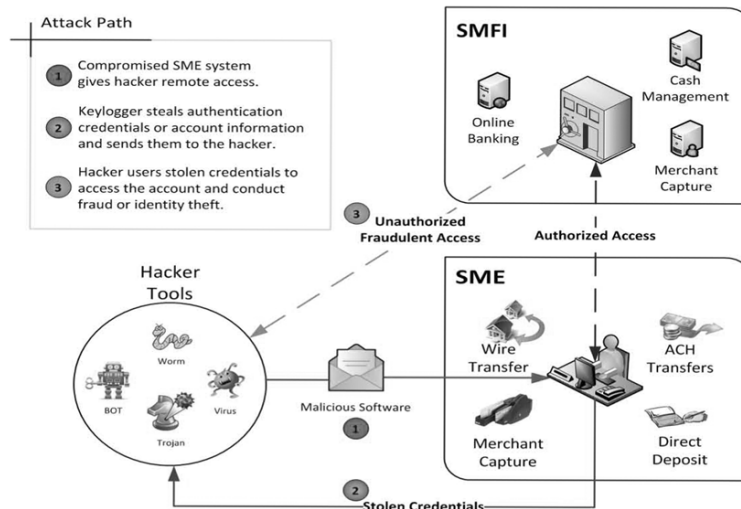 Attack Path
1 Compromised SME system
gives hacker remote access.
2 Keylogger steals authentication
credentials or account information
and sends them to the hacker.
3 Hacker users stolen credentials to
access the account and conduct
fraud or identity theft.
SMFI
Online
Banking
Cash
Management
Merchant
Capture
3 Unauthorized
Fraudulent Access
Authorized Access
Hacker
Tools
Worm
BOT
Virus
Trojan
Malicious Software
1
SME
Wire
Transfer
ACH
Transfers
Merchant
Capture
Direct
Deposit
2
Stolen Credentials